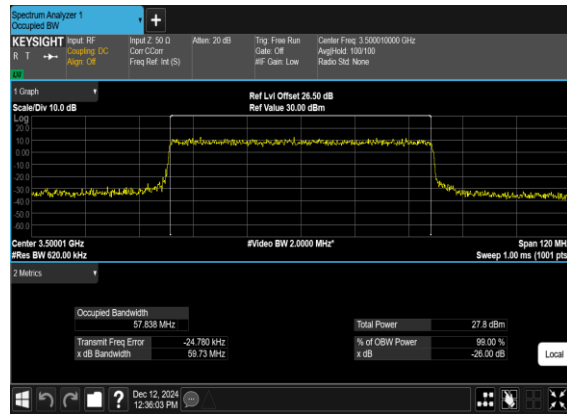 Spectrum Analyzer 1
Occupied BW
+
KEYSIGHT Input: RF Input Z: 50 Ω Atten: 20 dB Trig: Free Run Center Freq: 3.500010000 GHz
R T Coupling: DC Corr CCorr Gate: Off Avg|Hold: 100/100
Align: Off Freq Ref: Int (S) #IF Gain: Low Radio Std: None
LW
1 Graph
Ref Lvl Offset 26.50 dB
Scale/Div 10.0 dB Ref Value 30.00 dBm
Log
20.0
10.0
0.00
-10.0
-20.0
-30.0
-40.0
-50.0
-60.0
Center 3.50001 GHz #Video BW 2.0000 MHz* Span 120 MHz
#Res BW 620.00 kHz Sweep 1.00 ms (1001 pts)
2 Metrics
Occupied Bandwidth
57.838 MHz Total Power 27.8 dBm
Transmit Freq Error -24.780 kHz % of OBW Power 99.00 %
x dB Bandwidth 59.73 MHz x dB -26.00 dB
Local
? Dec 12, 2024
12:36:03 PM